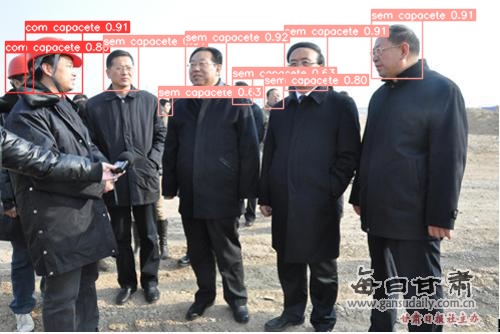 com capacete 0.91
com capacete 0.8
sem capacete 0.91
sem capacete 0.92
sem capacete
sem capacete 0.91
sem capacete 0.63
sem capacete 0.63
sem capacete 0.80
每日甘肃
www.gansudaily.com.cn
甘肃日报社主办